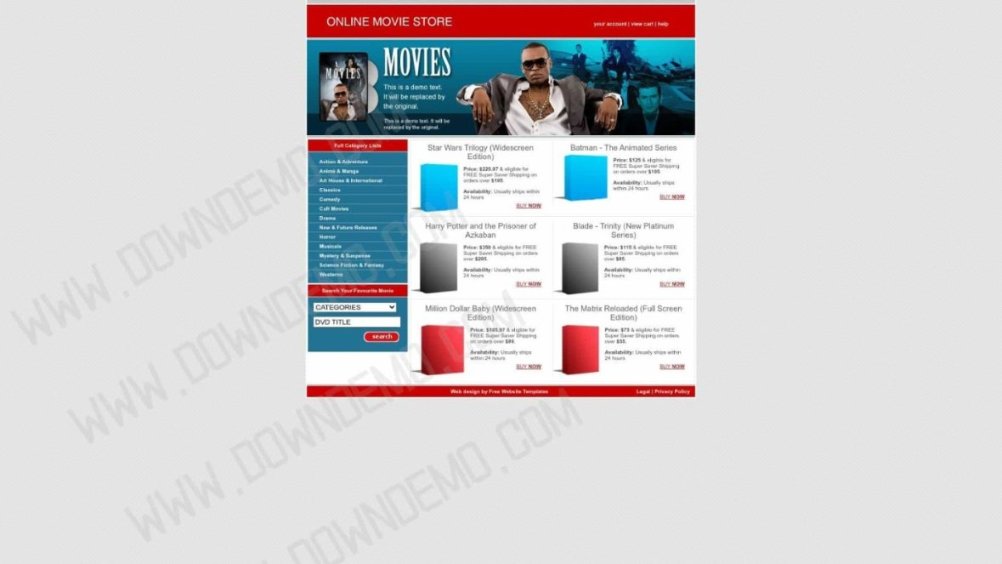 ONLINE MOVIE STORE
your account | view cart | help
MOVIES
MOVIES
This is a demo text.
It will be replaced by
the original.
This is a demo text. It will be
replaced by the original.
Full Category Lists
Action & Adventure
Anime & Manga
Art House & International
Classics
Comedy
Cult Movies
Drama
New & Future Releases
Horror
Musicals
Mystery & Suspense
Science Fiction & Fantasy
Westerns
Search Your Favourite Movie
CATEGORIES
DVD TITLE
search
Star Wars Trilogy (Widescreen
Edition)
Price: $225.97 & eligible for
FREE Super Saver Shipping on
orders over $195.
Availability: Usually ships within
24 hours
BUY NOW
Batman - The Animated Series
Price: $125 & eligible for
FREE Super Saver Shipping
on orders over $105.
Availability: Usually ships
within 24 hours
BUY NOW
Harry Potter and the Prisoner of
Azkaban
Price: $350 & eligible for FREE
Super Saver Shipping on orders
over $295.
Availability: Usually ships within
24 hours
BUY NOW
Blade - Trinity (New Platinum
Series)
Price: $115 & eligible for FREE
Super Saver Shipping on orders
over $95.
Availability: Usually ships within
24 hours
BUY NOW
Million Dollar Baby (Widescreen
Edition)
Price: & eligible for
FREE Super Saver Shipping
on orders over
Availability: Usually ships
within 24 hours
BUY NOW
The Matrix Reloaded (Full Screen
Edition)
Price: $75 & eligible for FREE
Super Saver Shipping on orders
over $55.
Availability: Usually ships within
24 hours
BUY NOW
Web design by Free Website Templates
Legal | Privacy Policy
WWW.DOWNDEMO.COM
WWW.DOWNDEMO.COM
WWW.DOWNDEMO.COM
DOWNDEMO.COM